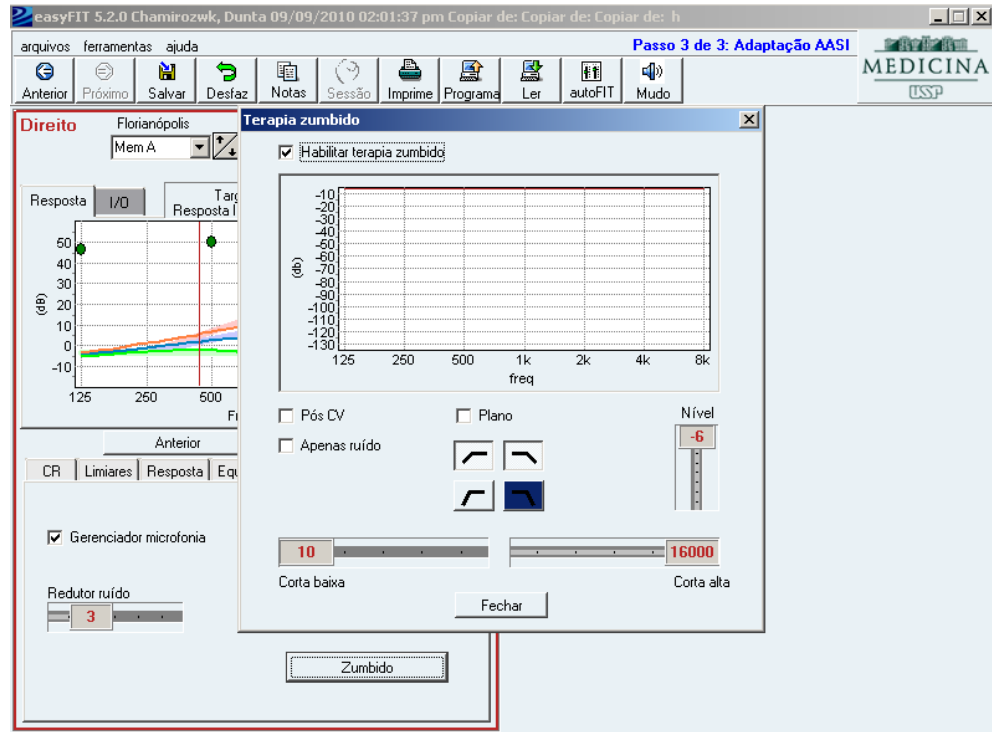 easyFIT 5.2.0 Chamirozwk, Dunta 09/09/2010 02:01:37 pm Copiar de: Copiar de: Copiar de: h
arquivos ferramentas ajuda
Passo 3 de 3: Adaptação AASI
Anterior Próximo Salvar Desfaz Notas Sessão Imprime Programa Ler autoFIT Mudo
MEDICINA
USP
Direito
Florianópolis
Mem A
Resposta I/O
Targ
Resposta I
50
40
30
20
10
0
-10
(dB)
125 250 500
Fr
Anterior
CR Limiares Resposta Equ
Gerenciador microfonia
Redutor ruído
3
Zumbido
Terapia zumbido
Habilitar terapia zumbido
-10
-20
-30
-40
-50
-60
-70
-80
-90
-100
-110
-120
-130
(db)
125 250 500 1k 2k 4k 8k
freq
Pós CV
Plano
Nível
Apenas ruído
-6
10
16000
Corta baixa
Corta alta
Fechar